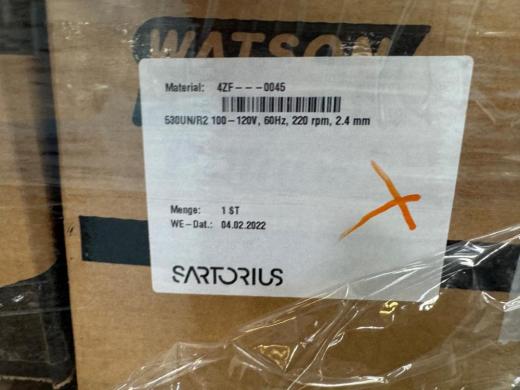 WATSON
Material: 4ZF---0045
530UN/R2 100-120V, 60Hz, 220 rpm, 2.4 mm
Menge: 1 ST
WE-Dat.: 04.02.2022
SARTORIUS